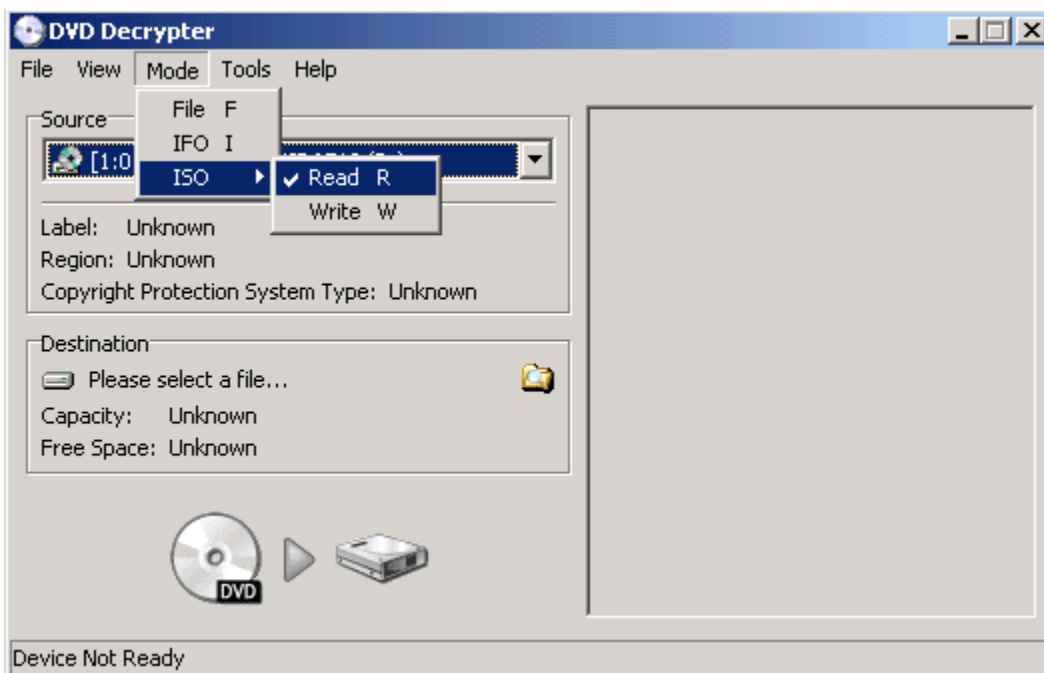 DVD Decrypter
File View Mode Tools Help
File F
IFO I
ISO
Read R
Write W
Source
[1:0
Label: Unknown
Region: Unknown
Copyright Protection System Type: Unknown
Destination
Please select a file...
Capacity: Unknown
Free Space: Unknown
DVD
Device Not Ready